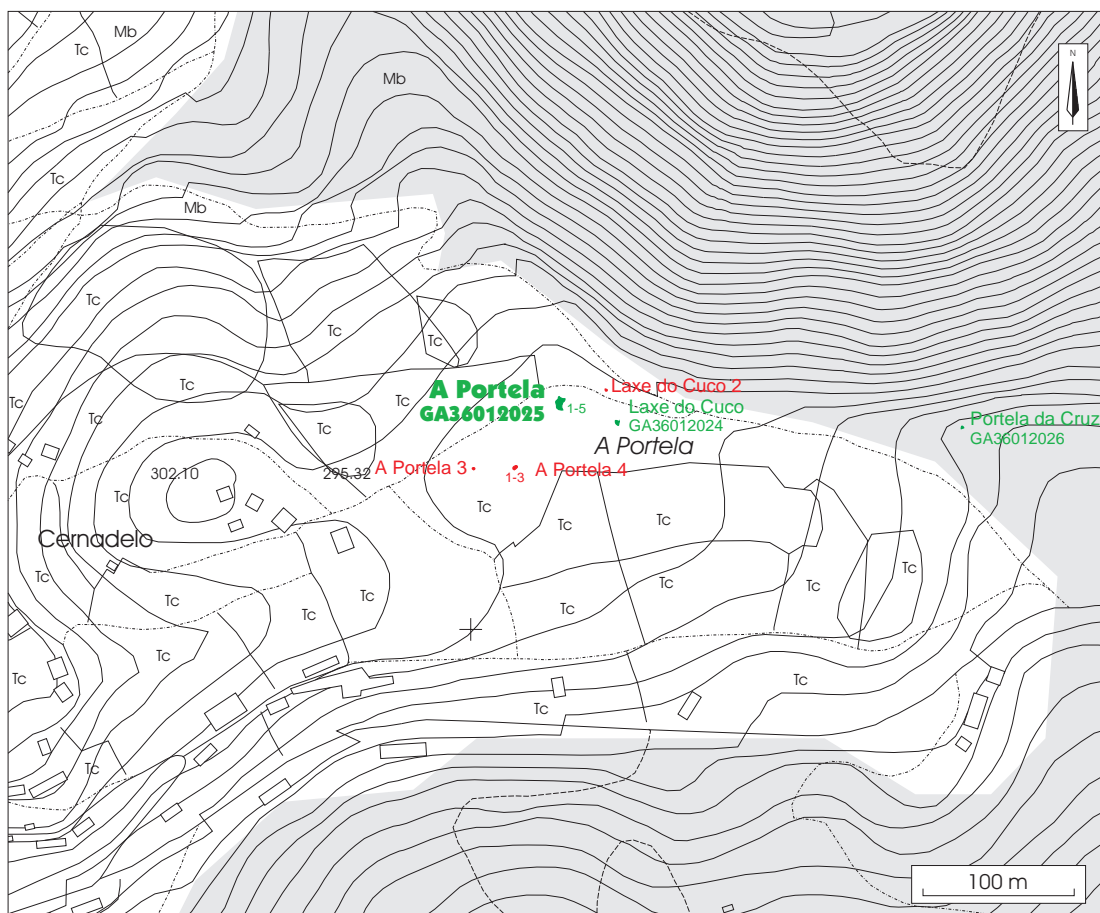 Mb
Tc
N
Mb
Tc
Mb
Tc
Tc
Tc
Tc
A Portela
GA36012025
1-5
Laxe do Cuco 2
Laxe do Cuco
GA36012024
Portela da Cruz
GA36012026
Tc
Tc
Tc
A Portela
302.10
295.32
A Portela 3
1-3
A Portela 4
Tc
Tc
Tc
Tc
Cernadelo
Tc
Tc
Tc
Tc
Tc
Tc
Tc
Tc
Tc
Tc
Tc
Tc
Tc
Tc
100 m